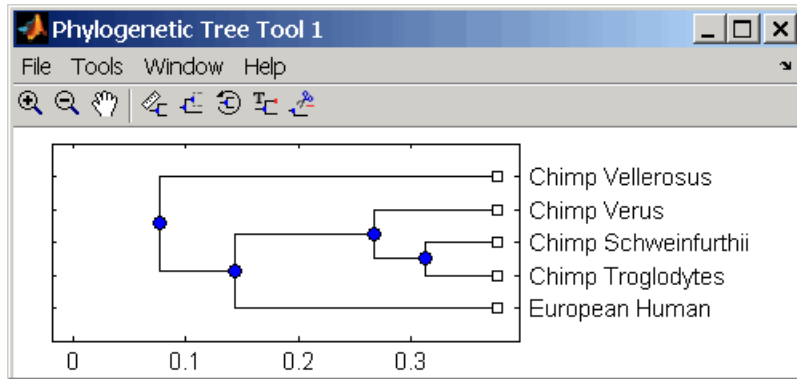 Phylogenetic Tree Tool 1
File Tools Window Help
Chimp Vellerosus
Chimp Verus
Chimp Schweinfurthii
Chimp Troglodytes
European Human
0 0.1 0.2 0.3